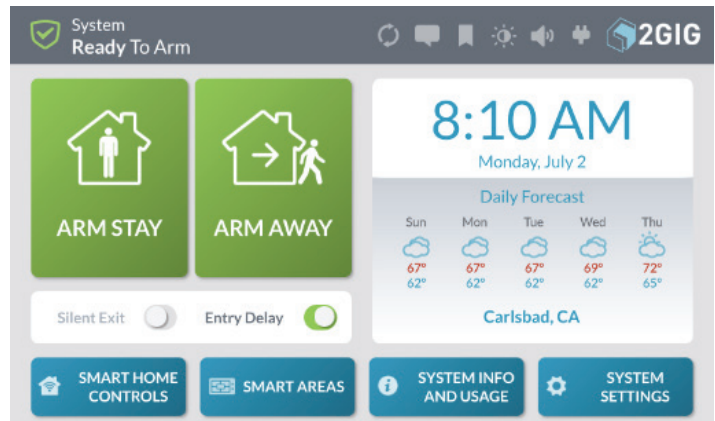 System
Ready To Arm
2GIG
ARM STAY
ARM AWAY
8:10 AM
Monday, July 2
Daily Forecast
Sun Mon Tue Wed Thu
67° 67° 67° 69° 72°
62° 62° 62° 62° 65°
Carlsbad, CA
Silent Exit
Entry Delay
SMART HOME
CONTROLS
SMART AREAS
SYSTEM INFO
AND USAGE
SYSTEM
SETTINGS